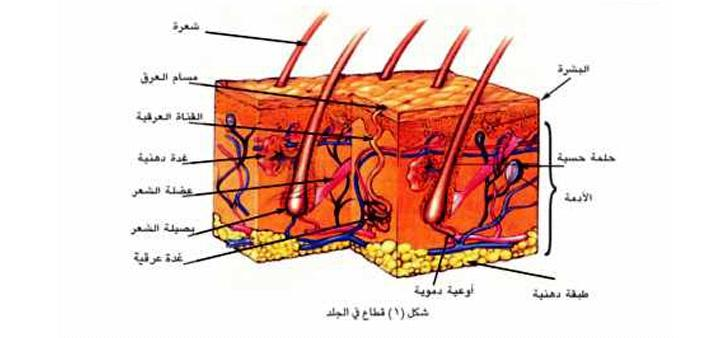 شعرة
مسام العرق
البشرة
القناة العرقية
غدة دهنية
حلمة حسية
عضلة الشعر
الأدمة
بصيلة الشعر
غدة عرقية
أوعية دموية
طبقة دهنية
شكل (١) قطاع في الجلد